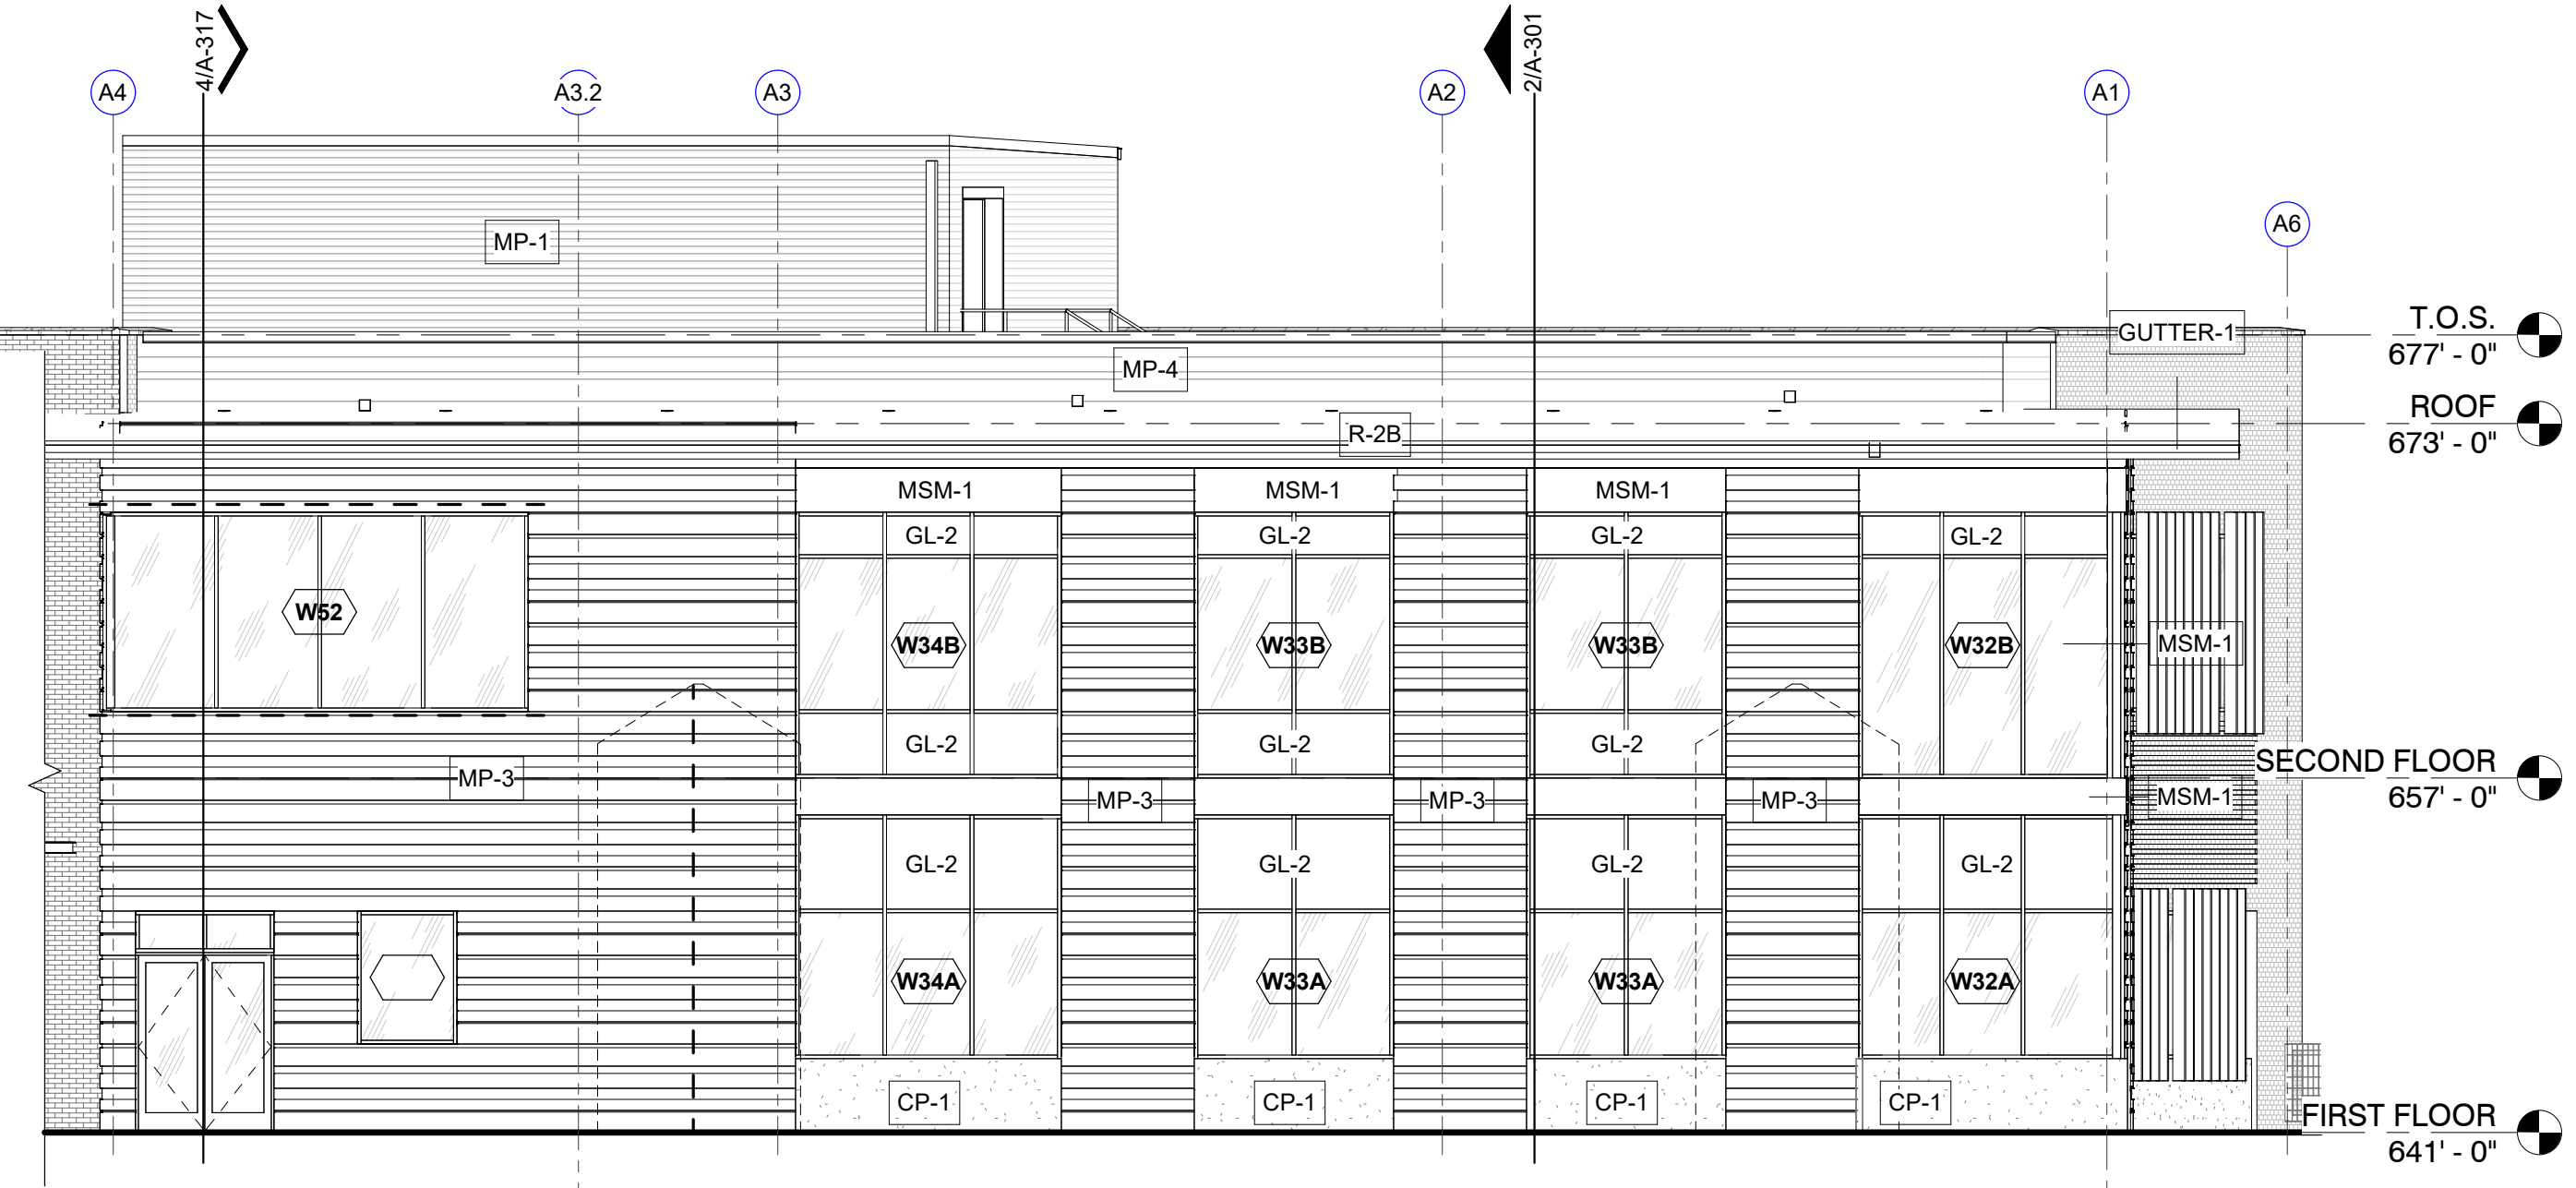 4/A-317
2/A-301
A4
A3.2
A3
A2
A1
A6
MP-1
T.O.S.
677' - 0"
GUTTER-1
MP-4
ROOF
673' - 0"
R-2B
MSM-1
MSM-1
MSM-1
GL-2
GL-2
GL-2
GL-2
W52
W34B
W33B
W33B
W32B
MSM-1
GL-2
GL-2
GL-2
SECOND FLOOR
657' - 0"
MP-3
MP-3
MP-3
MP-3
MSM-1
GL-2
GL-2
GL-2
GL-2
W34A
W33A
W33A
W32A
CP-1
CP-1
CP-1
CP-1
FIRST FLOOR
641' - 0"